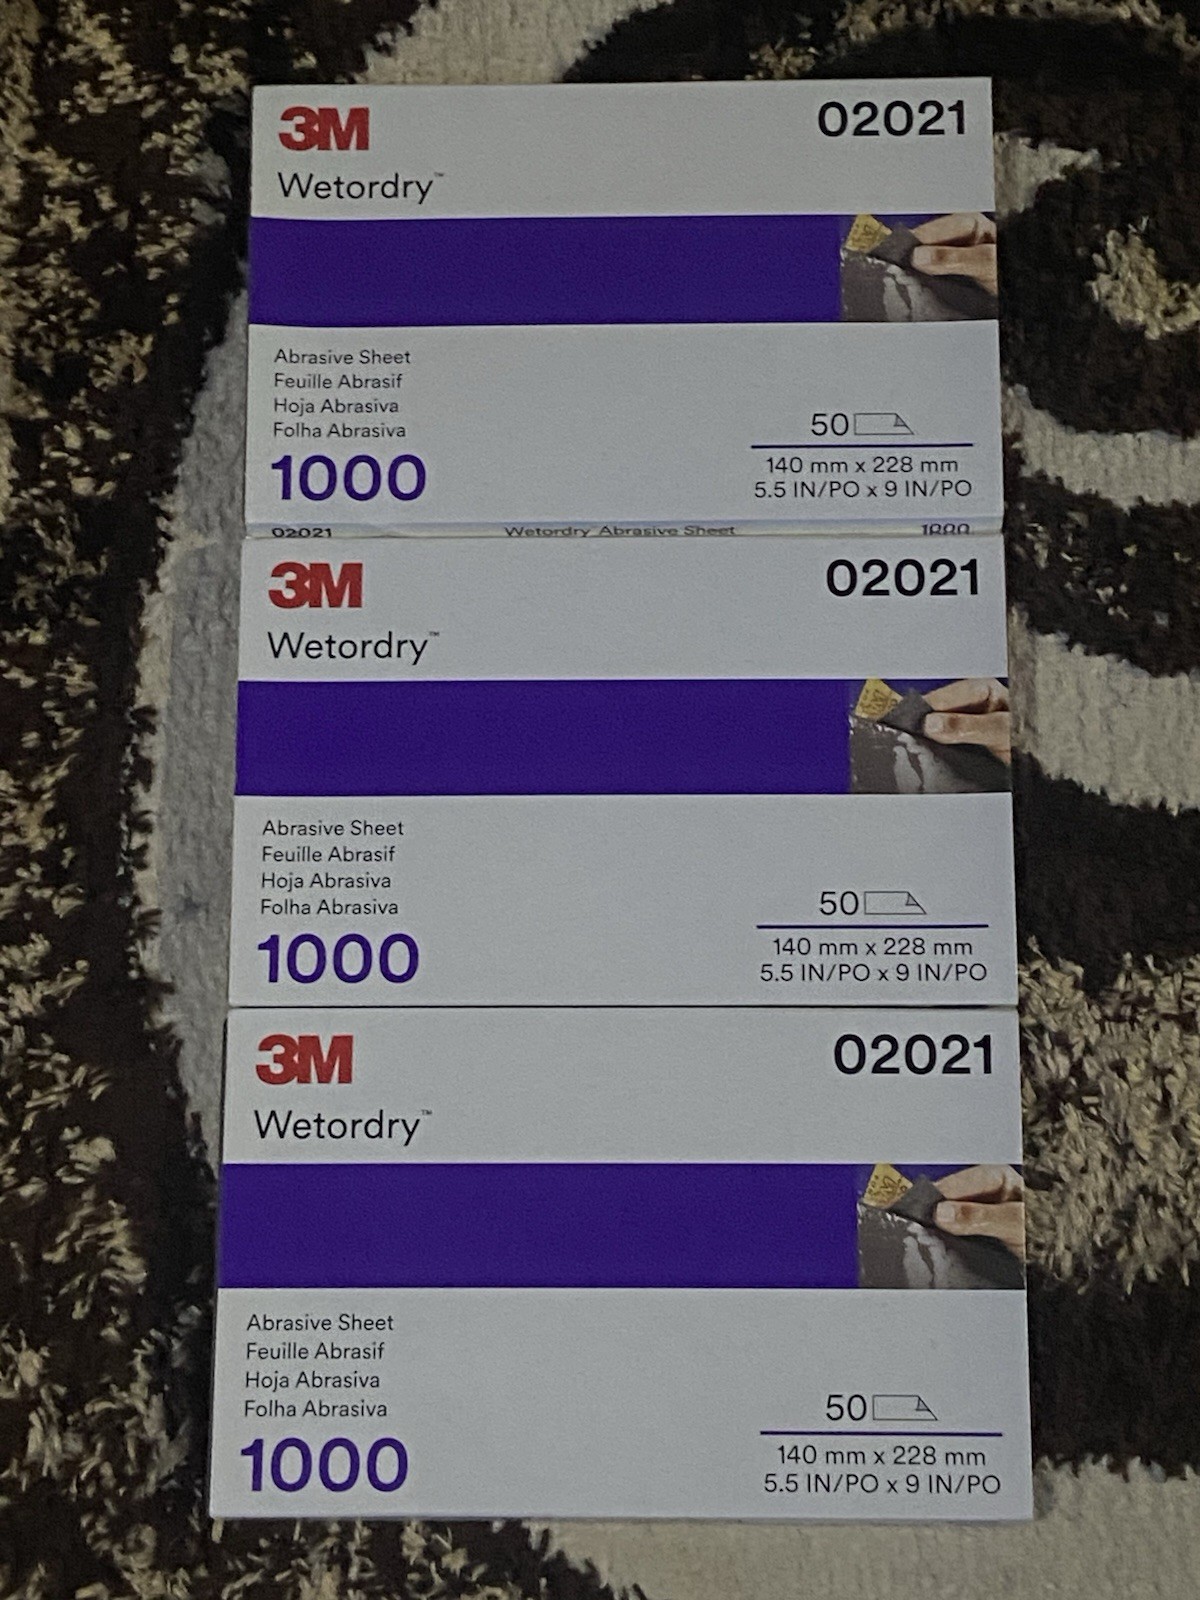 3M 02021
Wetordry™
Abrasive Sheet
Feuille Abrasif
Hoja Abrasiva
Folha Abrasiva
50
1000
140 mm x 228 mm
5.5 IN/PO x 9 IN/PO
02021 Wetordry Abrasive Sheet 1000
3M 02021
Wetordry™
Abrasive Sheet
Feuille Abrasif
Hoja Abrasiva
Folha Abrasiva
50
1000
140 mm x 228 mm
5.5 IN/PO x 9 IN/PO
3M 02021
Wetordry™
Abrasive Sheet
Feuille Abrasif
Hoja Abrasiva
Folha Abrasiva
50
1000
140 mm x 228 mm
5.5 IN/PO x 9 IN/PO